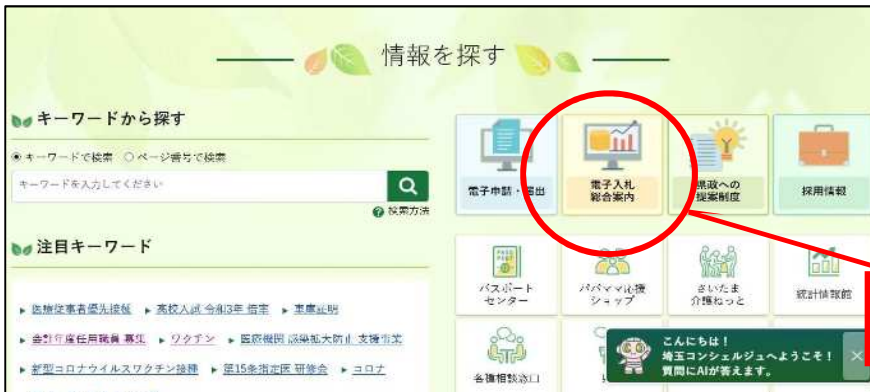 情報を探す
キーワードから探す
キーワードで検索 ページ番号で検索
キーワードを入力してください
検索方法
注目キーワード
医療従事者優先接種 高校入試 令和3年 倍率 車庫証明
会計年度任用職員 募集 ワクチン 医療機関 感染拡大防止 支援事業
新型コロナウイルスワクチン接種 第15条指定医 研修会 コロナ
電子申請・届出
電子入札
総合案内
県政への
提案制度
採用情報
パスポート
センター
パパママ応援
ショップ
さいたま
介護ねっと
統計情報館
各種相談窓口
こんにちは！
埼玉コンシェルジュへようこそ！
質問にAIが答えます。